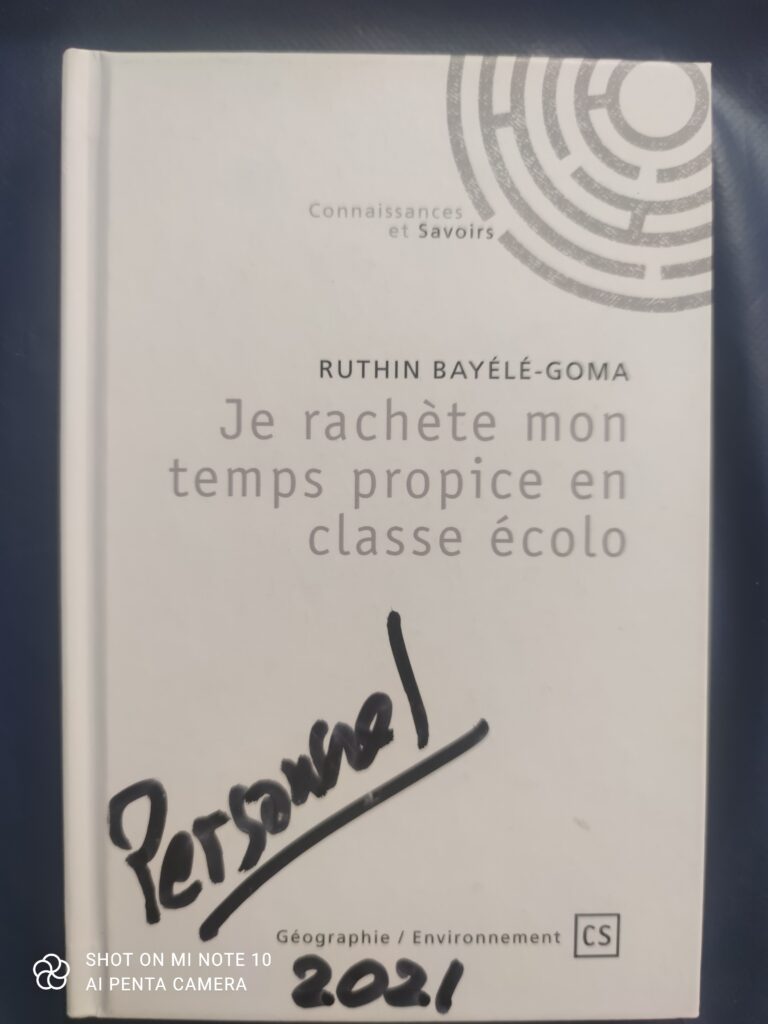 Connaissances
et Savoirs
RUTHIN BAYÉLÉ-GOMA
Je rachète mon
temps propice en
classe écolo
Personnel
Géographie / Environnement CS
2021
SHOT ON MI NOTE 10
AI PENTA CAMERA